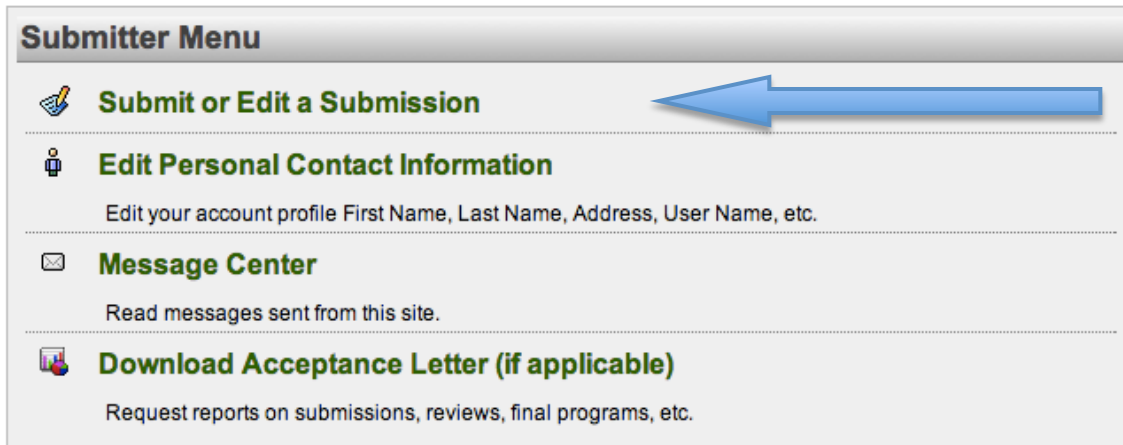 Submitter Menu
Submit or Edit a Submission
Edit Personal Contact Information
Edit your account profile First Name, Last Name, Address, User Name, etc.
Message Center
Read messages sent from this site.
Download Acceptance Letter (if applicable)
Request reports on submissions, reviews, final programs, etc.